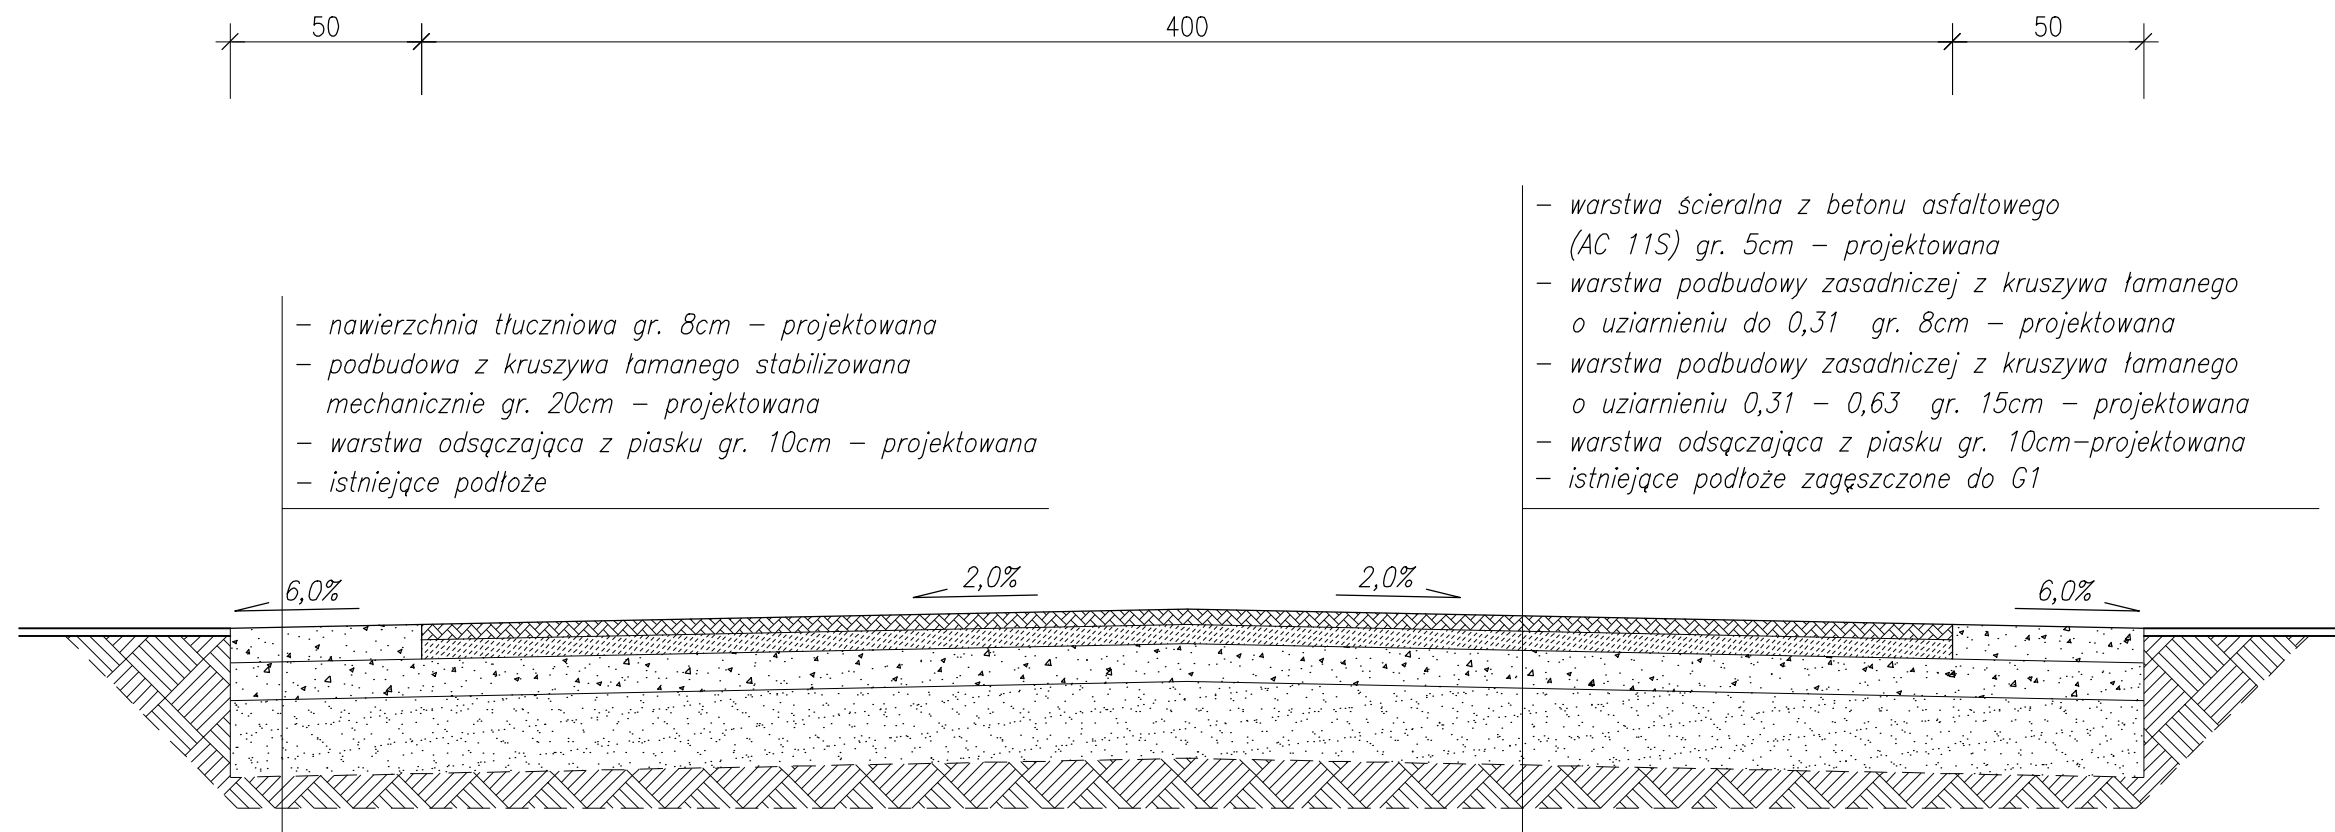 50
400
50
– nawierzchnia tłuczniowa gr. 8cm – projektowana
– podbudowa z kruszywa łamanego stabilizowana
mechanicznie gr. 20cm – projektowana
– warstwa odsączająca z piasku gr. 10cm – projektowana
– istniejące podłoże
– warstwa ścieralna z betonu asfaltowego
(AC 11S) gr. 5cm – projektowana
– warstwa podbudowy zasadniczej z kruszywa łamanego
o uziarnieniu do 0,31 gr. 8cm – projektowana
– warstwa podbudowy zasadniczej z kruszywa łamanego
o uziarnieniu 0,31 – 0,63 gr. 15cm – projektowana
– warstwa odsączająca z piasku gr. 10cm–projektowana
– istniejące podłoże zagęszczone do G1
6,0%
2,0%
2,0%
6,0%